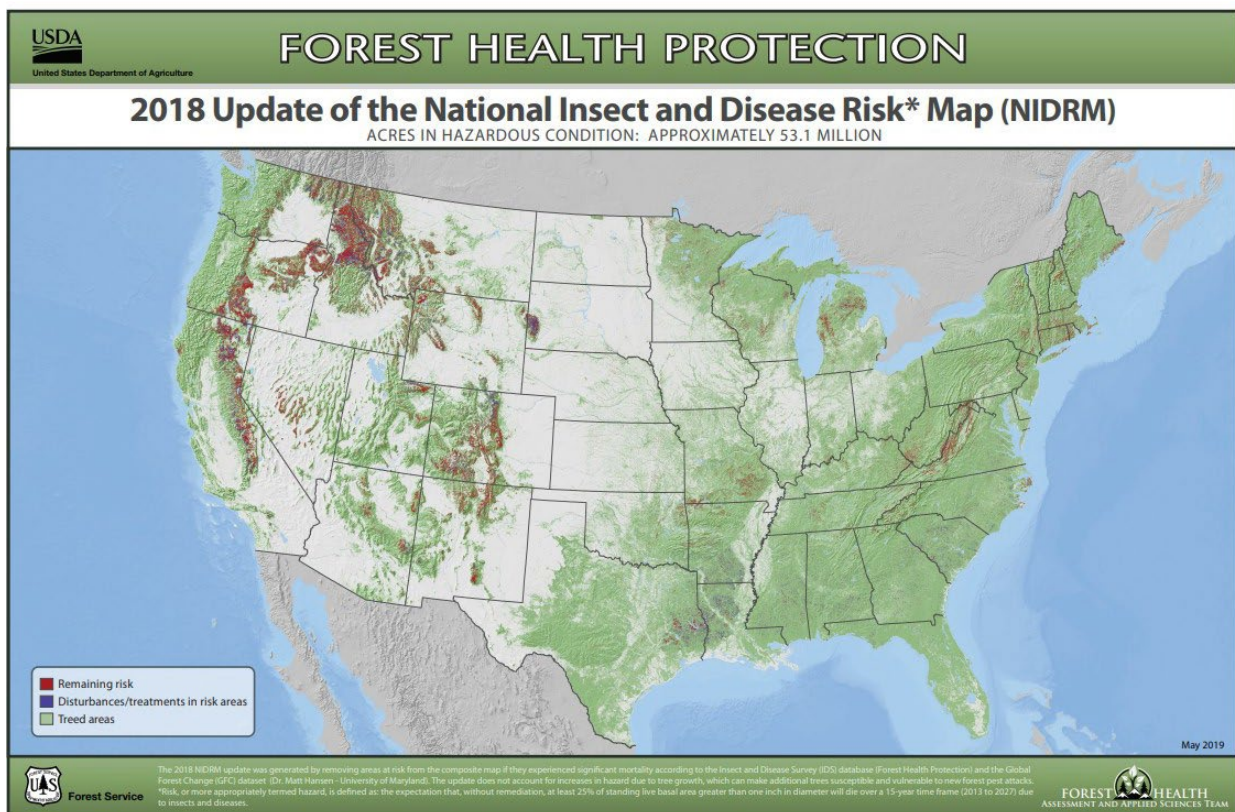 USDA
United States Department of Agriculture
FOREST HEALTH PROTECTION
2018 Update of the National Insect and Disease Risk* Map (NIDRM)
ACRES IN HAZARDOUS CONDITION: APPROXIMATELY 53.1 MILLION
Remaining risk
Disturbances/treatments in risk areas
Treed areas
May 2019
FOREST SERVICE
U S
Forest Service
The 2018 NIDRM update was generated by removing areas at risk from the composite map if they experienced significant mortality according to the Insect and Disease Survey (IDS) database (Forest Health Protection) and the Global
Forest Change (GFC) dataset (Dr. Matt Hansen - University of Maryland). The update does not account for increases in hazard due to tree growth, which can make additional trees susceptible and vulnerable to new forest pest attacks.
*Risk, or more appropriately termed hazard, is defined as: the expectation that, without remediation, at least 25% of standing live basal area greater than one inch in diameter will die over a 15-year time frame (2013 to 2027) due
to insects and diseases.
FOREST HEALTH
ASSESSMENT AND APPLIED SCIENCES TEAM